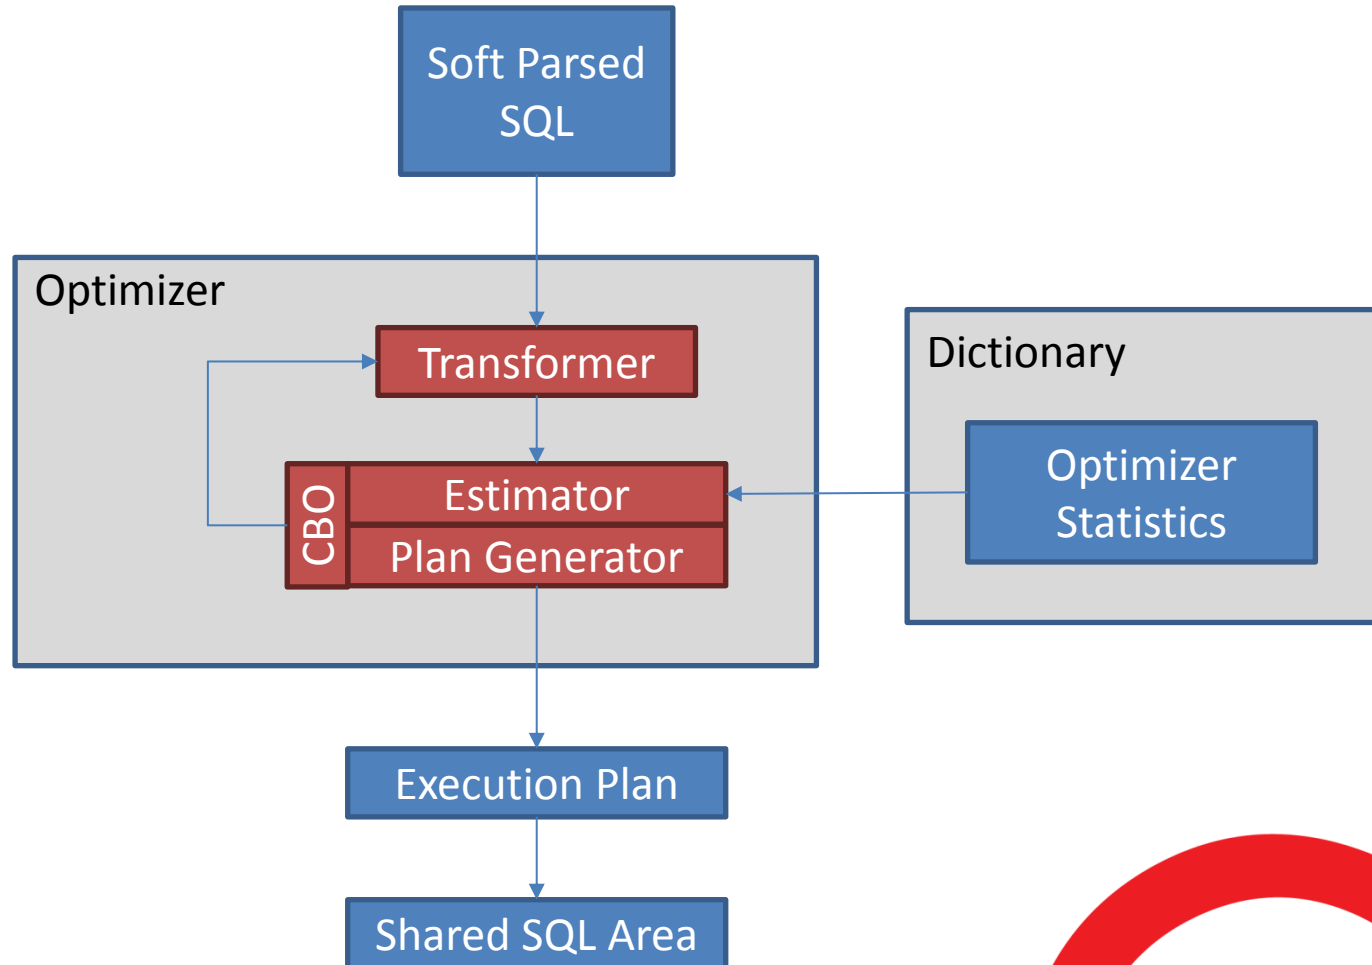 Soft Parsed
SQL
Optimizer
Transformer
Dictionary
CBO
Estimator
Plan Generator
Optimizer
Statistics
Execution Plan
Shared SQL Area